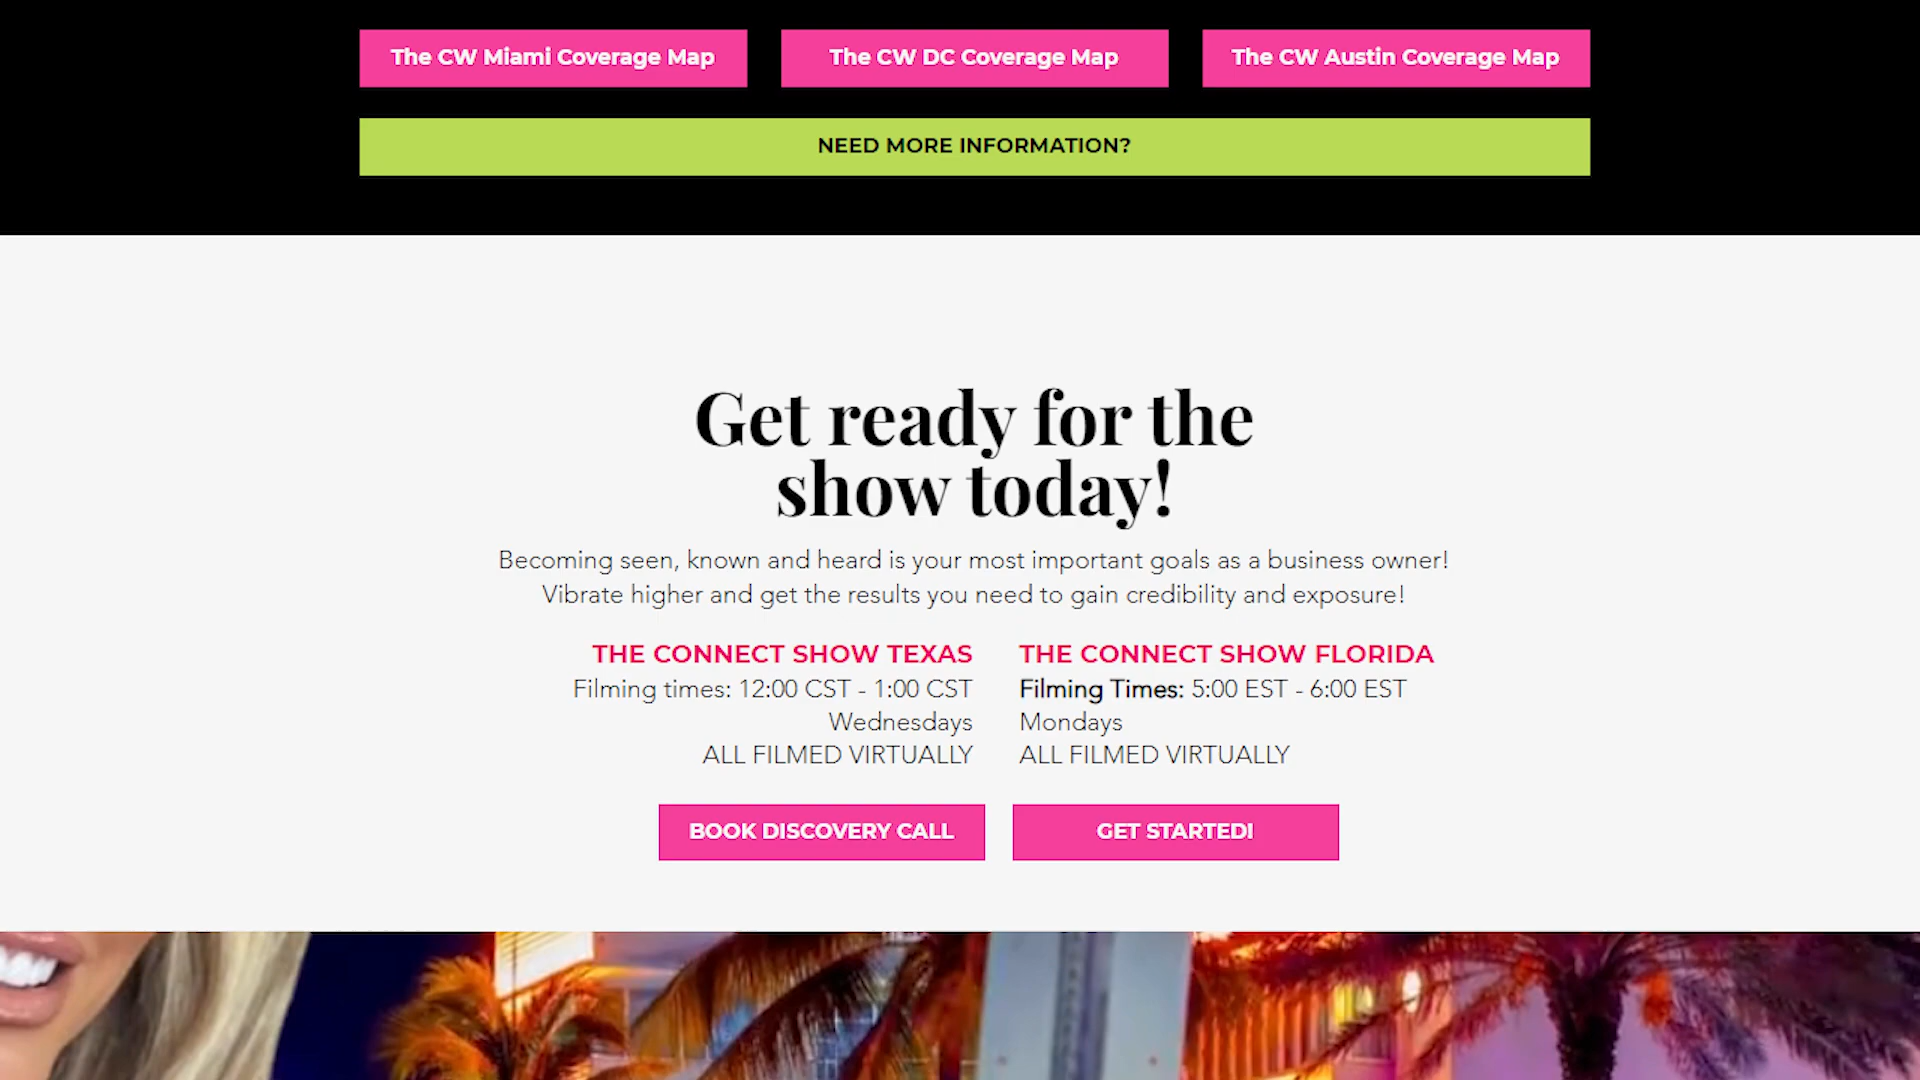 The CW Miami Coverage Map
The CW DC Coverage Map
The CW Austin Coverage Map
NEED MORE INFORMATION?
Get ready for the
show today!
Becoming seen, known and heard is your most important goals as a business owner!
Vibrate higher and get the results you need to gain credibility and exposure!
THE CONNECT SHOW TEXAS
Filming times: 12:00 CST - 1:00 CST
Wednesdays
ALL FILMED VIRTUALLY
THE CONNECT SHOW FLORIDA
Filming Times: 5:00 EST - 6:00 EST
Mondays
ALL FILMED VIRTUALLY
BOOK DISCOVERY CALL
GET STARTED!